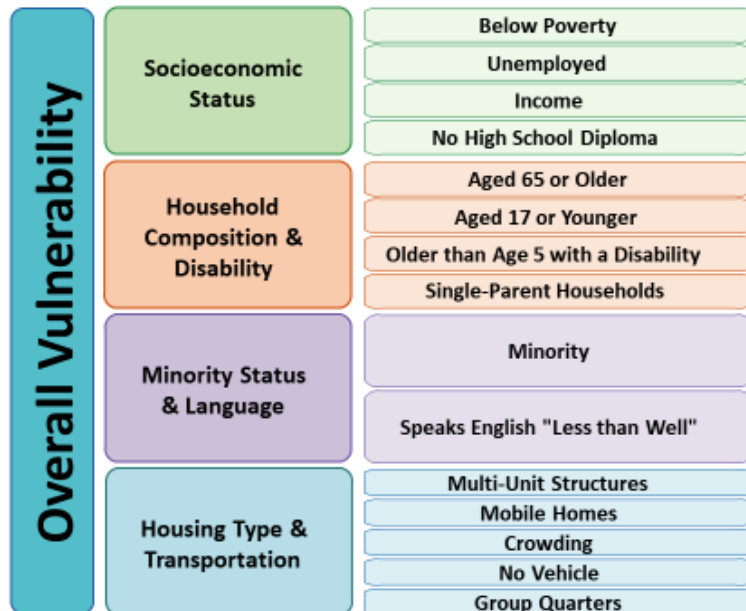 Overall Vulnerability
Socioeconomic
Status
Below Poverty
Unemployed
Income
No High School Diploma
Household
Composition &
Disability
Aged 65 or Older
Aged 17 or Younger
Older than Age 5 with a Disability
Single-Parent Households
Minority Status
& Language
Minority
Speaks English "Less than Well"
Housing Type &
Transportation
Multi-Unit Structures
Mobile Homes
Crowding
No Vehicle
Group Quarters